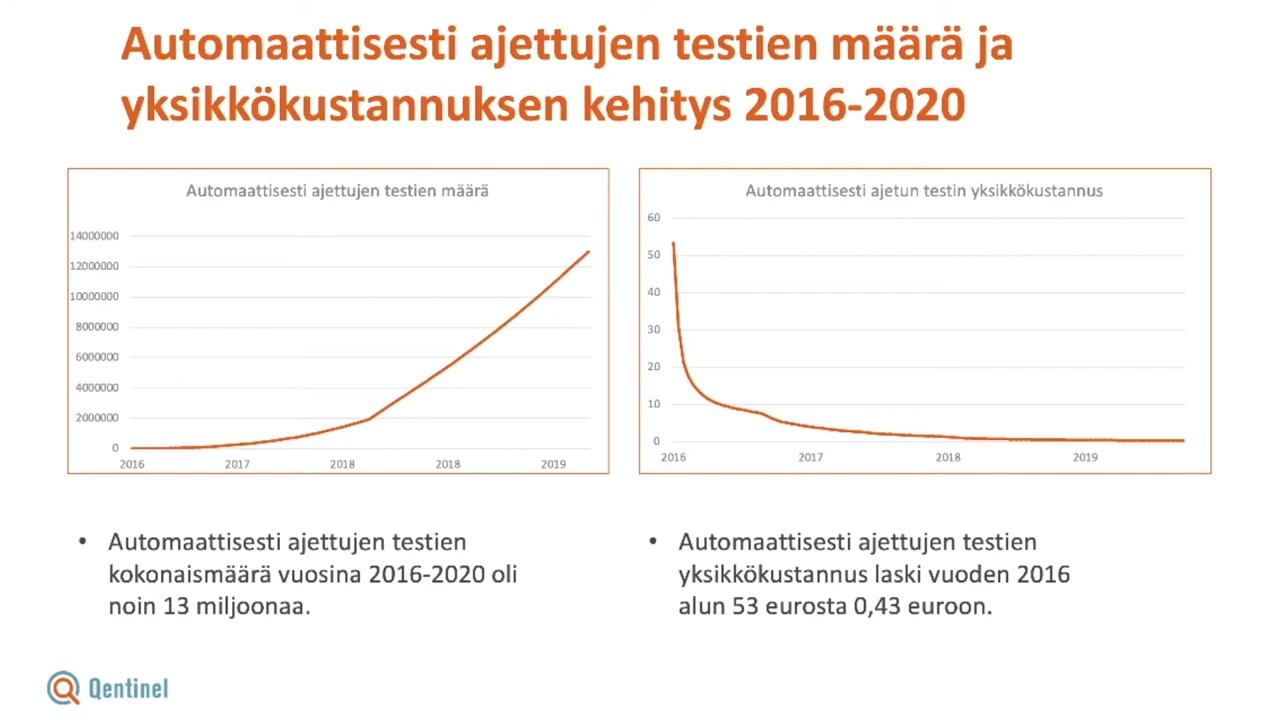 Automaattisesti ajettujen testien määrä ja
yksikkökustannuksen kehitys 2016-2020
Automaattisesti ajettujen testien määrä
14000000
12000000
10000000
8000000
6000000
4000000
2000000
0
2016 2017 2018 2018 2019
Automaattisesti ajetun testin yksikkökustannus
60
50
40
30
20
10
0
2016 2017 2018 2019
• Automaattisesti ajettujen testien
kokonaismäärä vuosina 2016-2020 oli
noin 13 miljoonaa.
• Automaattisesti ajettujen testien
yksikkökustannus laski vuoden 2016
alun 53 eurosta 0,43 euroon.
Qentinel